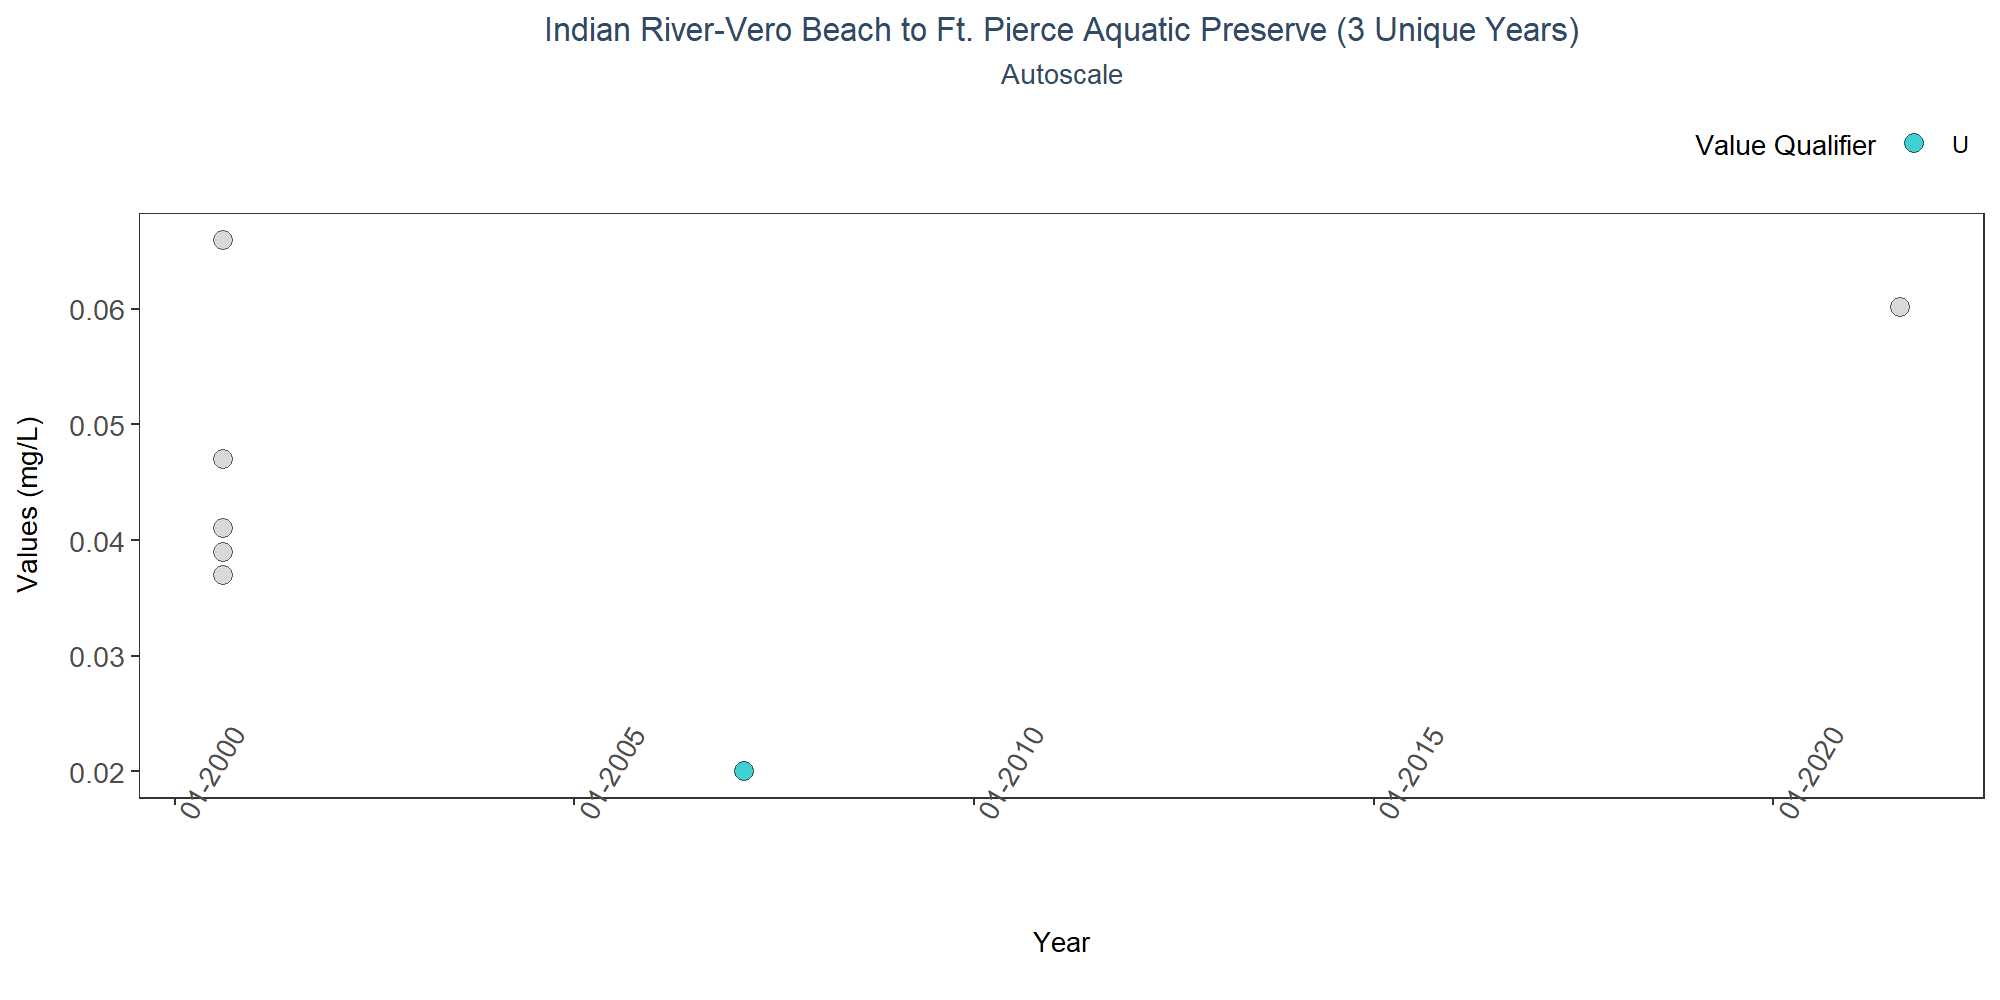 Indian River-Vero Beach to Ft. Pierce Aquatic Preserve (3 Unique Years)
Autoscale
Value Qualifier U
Values (mg/L)
0.06
0.05
0.04
0.03
0.02
01-2000 01-2005 01-2010 01-2015 01-2020
Year